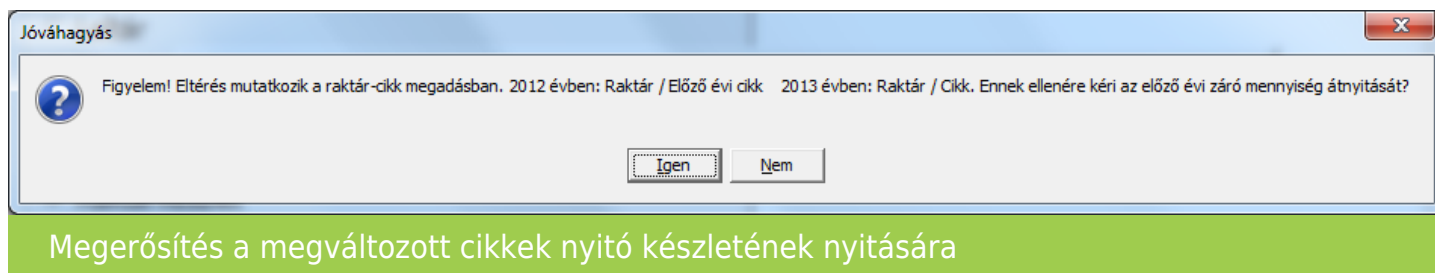 Jóváhagyás
Figyelem! Eltérés mutatkozik a raktár-cikk megadásban. 2012 évben: Raktár / Előző évi cikk    2013 évben: Raktár / Cikk. Ennek ellenére kéri az előző évi záró mennyiség átnyitását?
Igen Nem
Megerősítés a megváltozott cikkek nyitó készletének nyitására